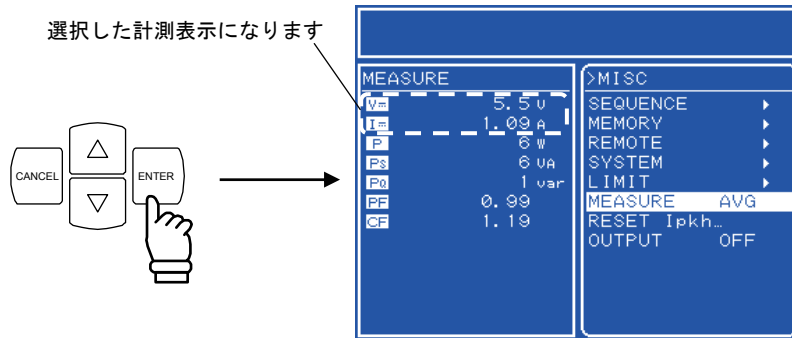 選択した計測表示になります
CANCEL
ENTER
MEASURE
V 5.5 V
I 1.09 A
P 6 W
PS 6 VA
PQ 1 var
PF 0.99
CF 1.19
>MISC
SEQUENCE
MEMORY
REMOTE
SYSTEM
LIMIT
MEASURE AVG
RESET Ipkh…
OUTPUT OFF